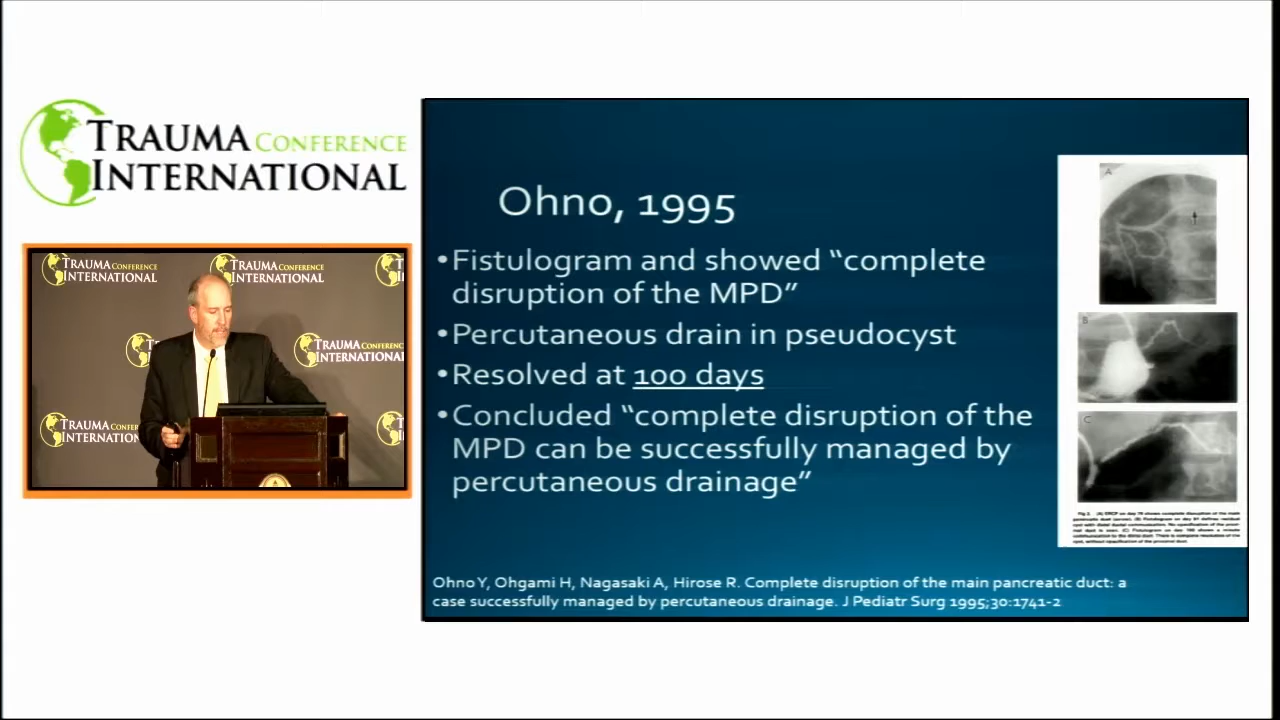 TRAUMA CONFERENCE
INTERNATIONAL
TRAUMA CONFERENCE
INTERNATIONAL
TRAUMA CONFERENCE
INTERNATIONAL
TRAUMA CONFERENCE
INTERNATIONAL
TRAUMA
INTERNATION
Ohno, 1995
•Fistulogram and showed “complete
disruption of the MPD”
•Percutaneous drain in pseudocyst
•Resolved at 100 days
•Concluded “complete disruption of the
MPD can be successfully managed by
percutaneous drainage”
Ohno Y, Ohgami H, Nagasaki A, Hirose R. Complete disruption of the main pancreatic duct: a
case successfully managed by percutaneous drainage. J Pediatr Surg 1995;30:1741-2
A
B
C